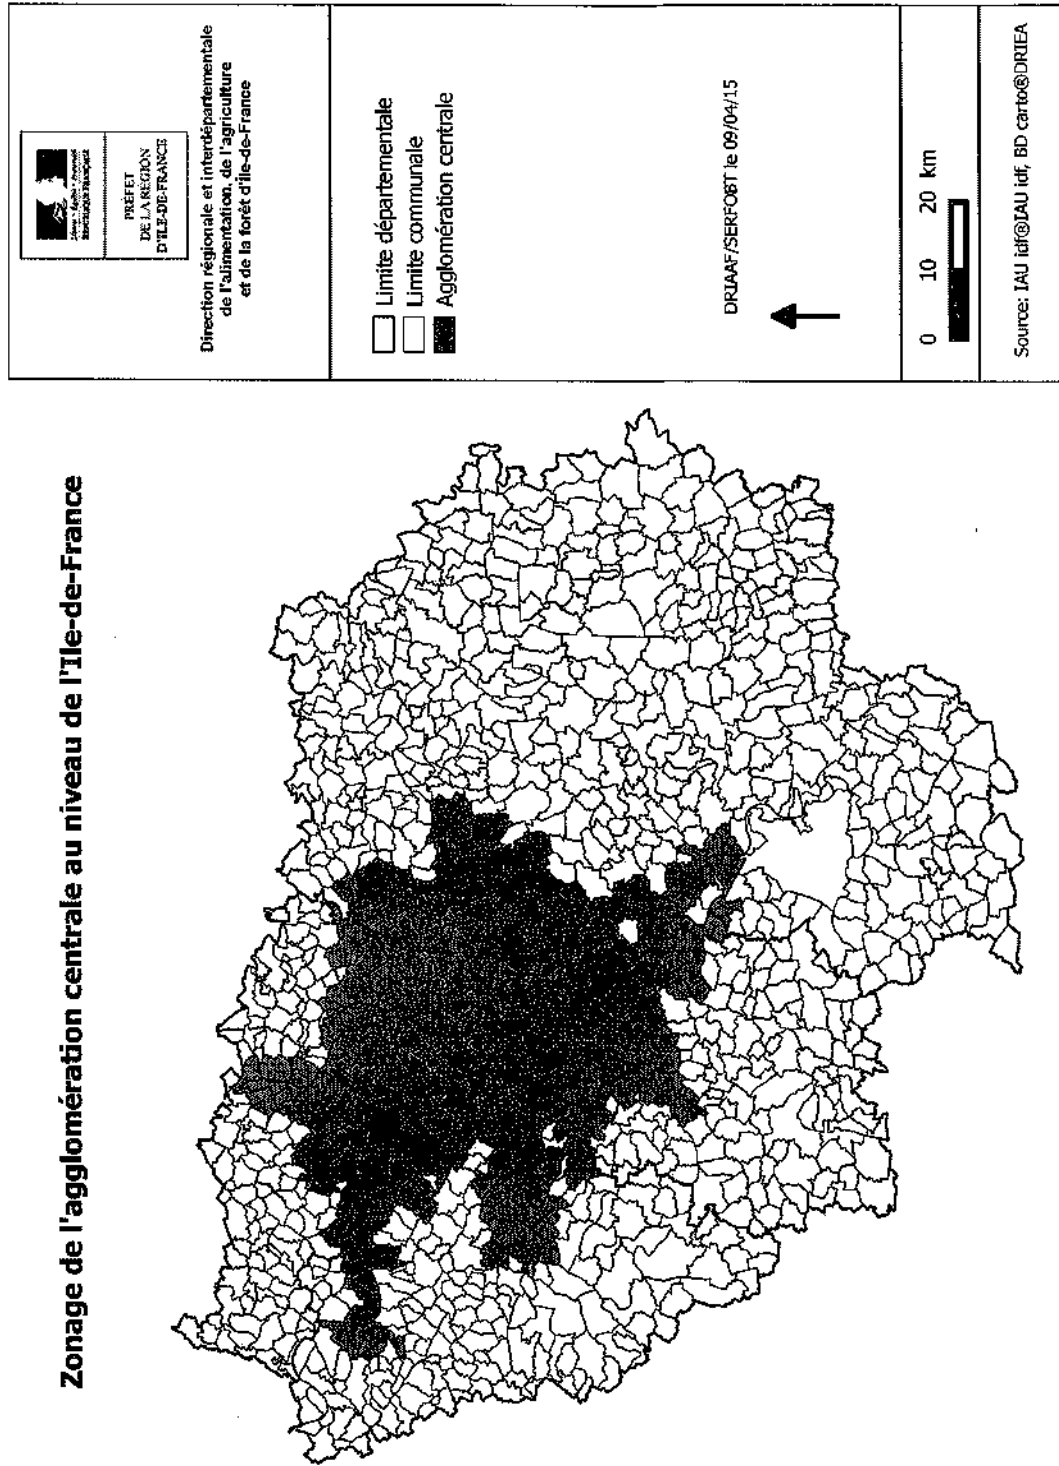 Zonage de l'agglomération centrale au niveau de l'Ile-de-France
PRÉFET
DE LA RÉGION
D'ILE-DE-FRANCE
Direction régionale et interdépartementale
de l'alimentation, de l'agriculture
et de la forêt d'Ile-de-France
Limite départementale
Limite communale
Agglomération centrale
DRIAAF/SERFOBT le 09/04/15
0 10 20 km
Source: IAU idf@IAU idf, BD carto@DRIEA